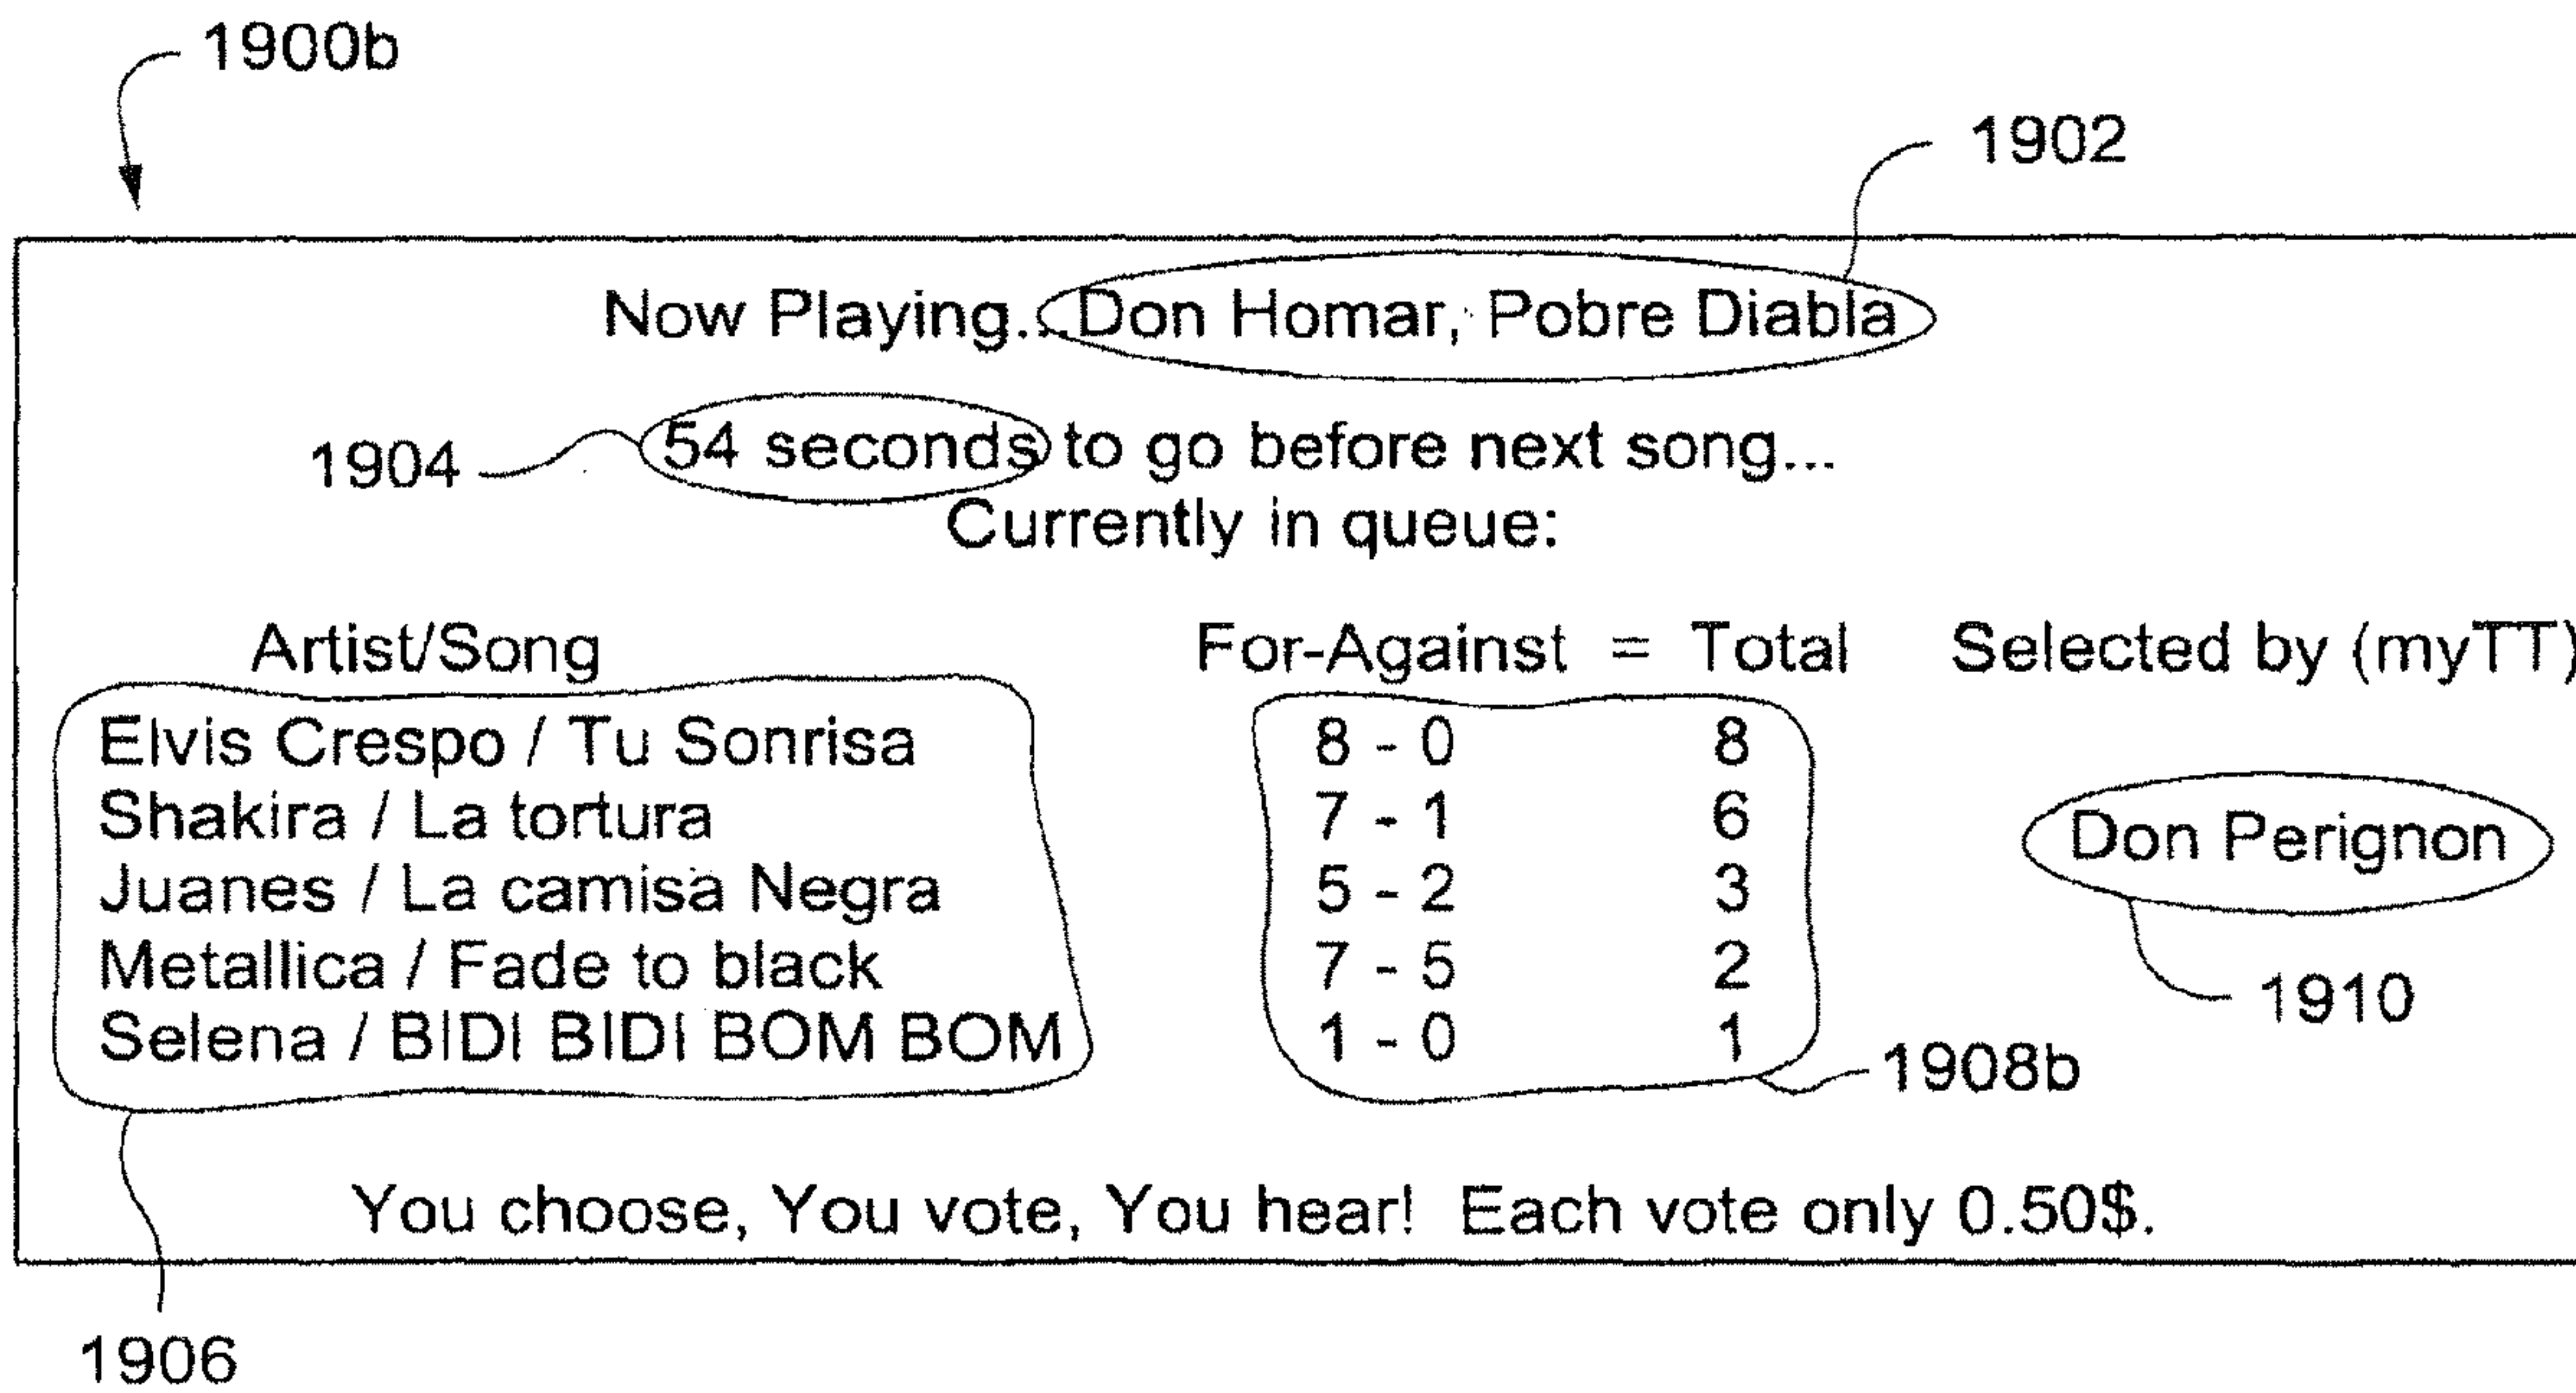 1900b
1902
Now Playing...Don Homar, Pobre Diabla
1904
54 seconds to go before next song...
Currently in queue:
Artist/Song For-Against = Total Selected by (myTT)
Elvis Crespo / Tu Sonrisa 8 - 0 8
Shakira / La tortura 7 - 1 6
Don Perignon
Juanes / La camisa Negra 5 - 2 3
Metallica / Fade to black 7 - 5 2
1910
Selena / BIDI BIDI BOM BOM 1 - 0 1
1908b
You choose, You vote, You hear! Each vote only 0.50$.
1906